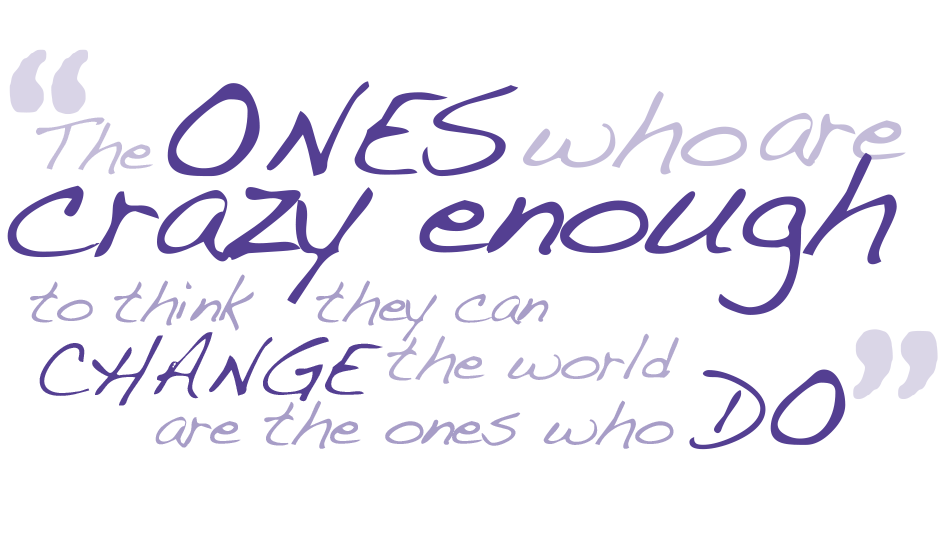 “The ONES who are
crazy enough
to think they can
CHANGE the world
are the ones who DO”